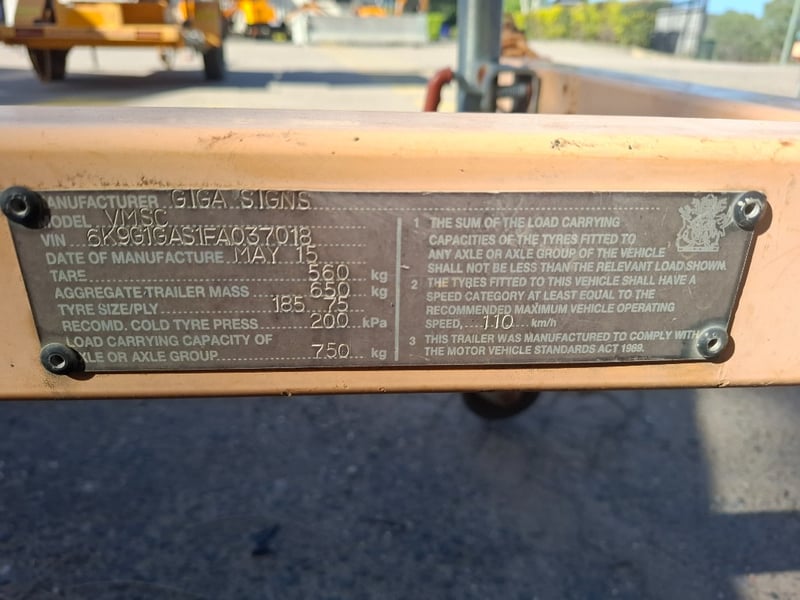 MANUFACTURER GIGA SIGNS
MODEL VMSC
VIN 6K9GIGAS1FA037018
DATE OF MANUFACTURE MAY 15
TARE 560 kg
AGGREGATE TRAILER MASS 650 kg
TYRE SIZE/PLY 185 75
RECOMD. COLD TYRE PRESS 200 kPa
LOAD CARRYING CAPACITY OF
AXLE OR AXLE GROUP 750 kg
1 THE SUM OF THE LOAD CARRYING
CAPACITIES OF THE TYRES FITTED TO
ANY AXLE OR AXLE GROUP OF THE VEHICLE
SHALL NOT BE LESS THAN THE RELEVANT LOAD SHOWN.
2 THE TYRES FITTED TO THIS VEHICLE SHALL HAVE A
SPEED CATEGORY AT LEAST EQUAL TO THE
RECOMMENDED MAXIMUM VEHICLE OPERATING
SPEED, 110 km/h
3 THIS TRAILER WAS MANUFACTURED TO COMPLY WITH
THE MOTOR VEHICLE STANDARDS ACT 1989.